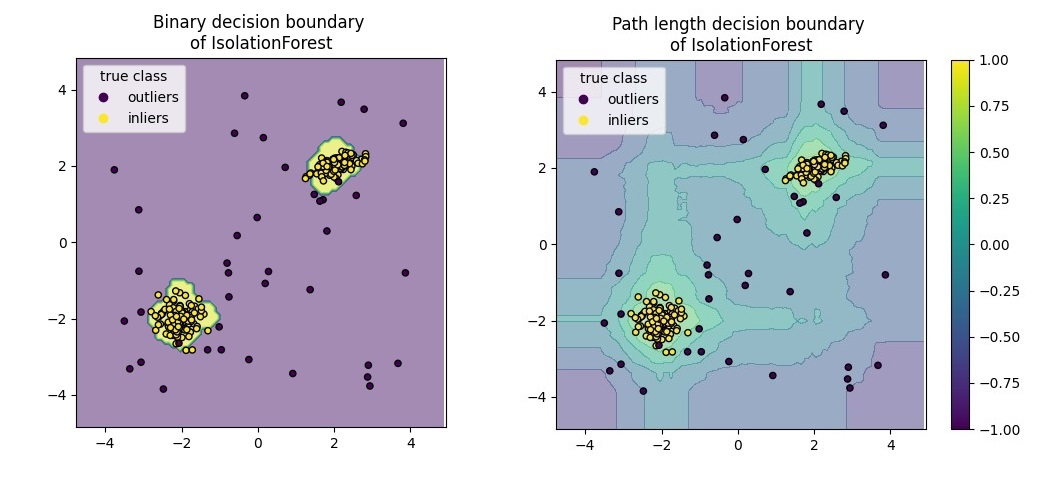 Binary decision boundary
of IsolationForest
true class
outliers
inliers
4
2
0
−2
−4
−4
−2
0
2
4
Path length decision boundary
of IsolationForest
true class
outliers
inliers
4
2
0
−2
−4
−4
−2
0
2
4
1.00
0.75
0.50
0.25
0.00
−0.25
−0.50
−0.75
−1.00